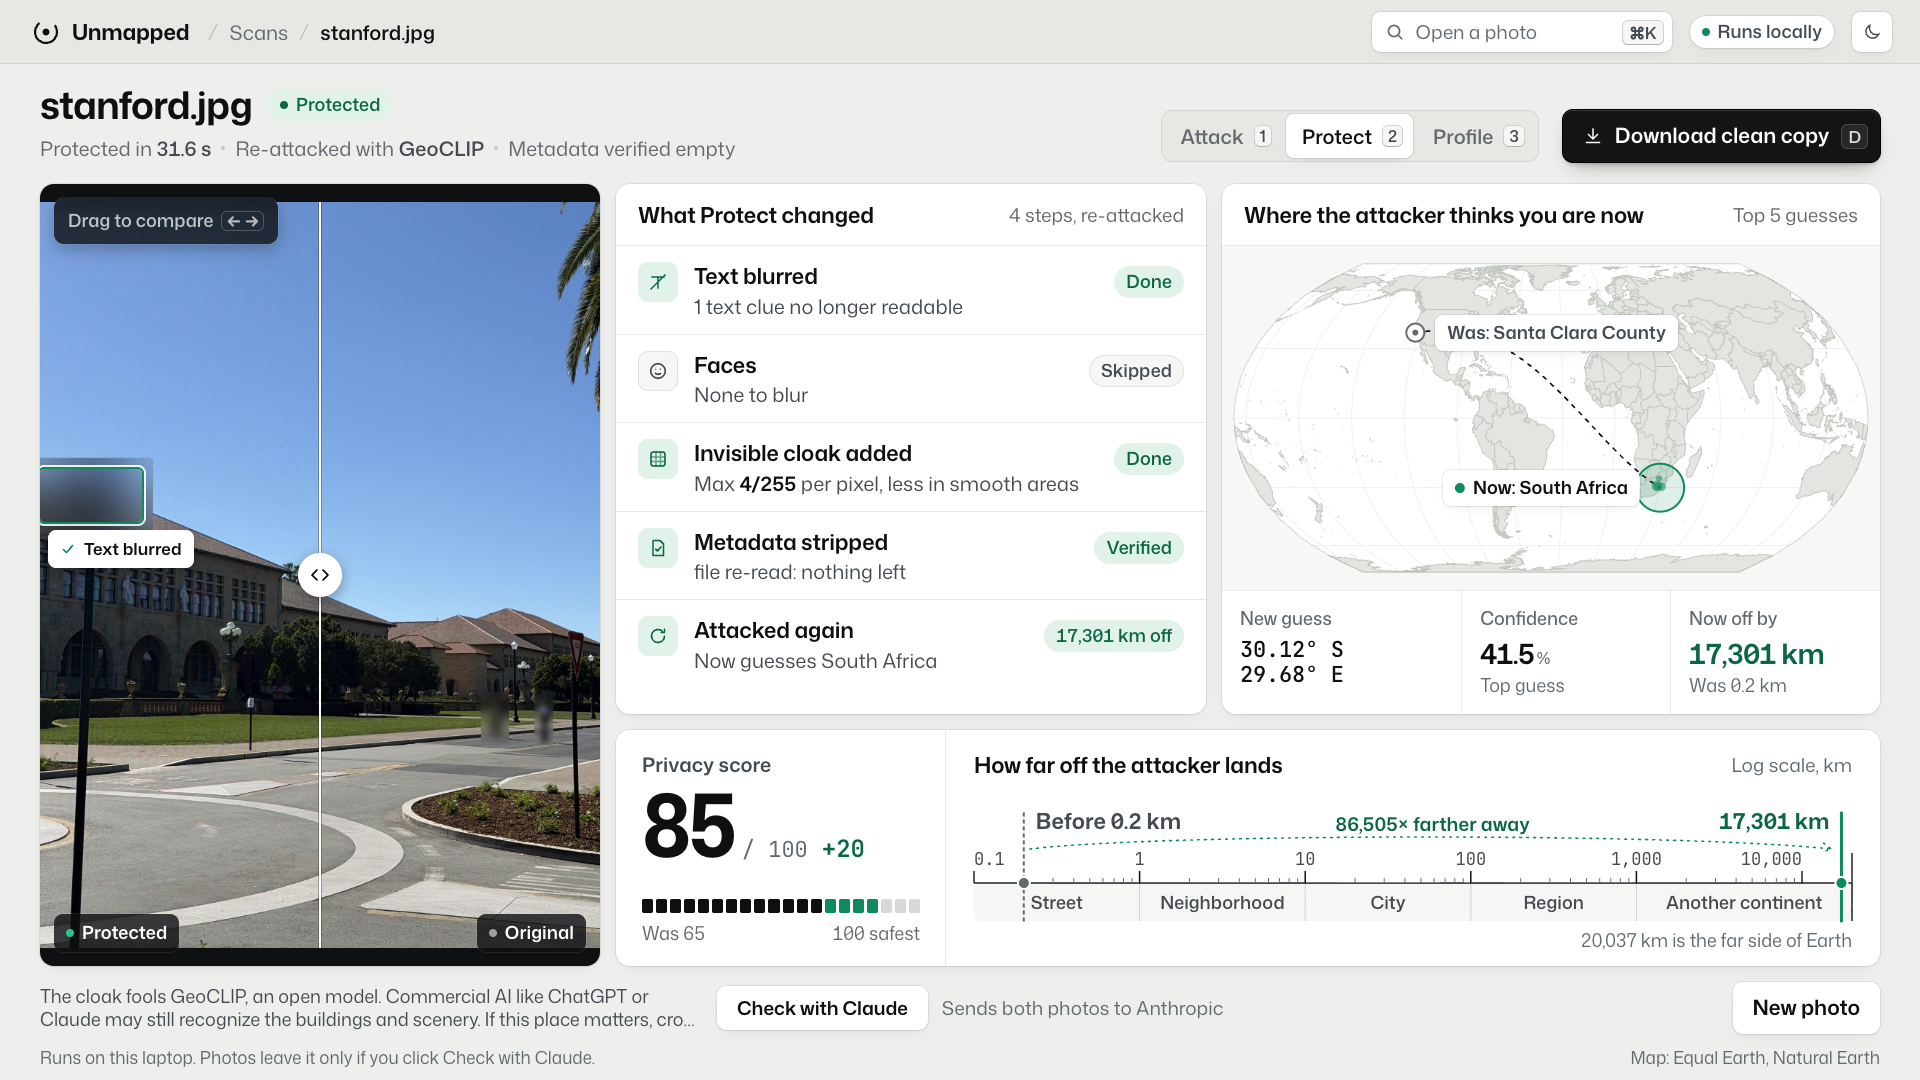 Unmapped / Scans / stanford.jpg
Open a photo ⌘K
Runs locally
stanford.jpg
Protected
Protected in 31.6 s • Re-attacked with GeoCLIP • Metadata verified empty
Attack 1
Protect 2
Profile 3
Download clean copy D
Drag to compare ← →
Text blurred
Protected
Original
What Protect changed
4 steps, re-attacked
Text blurred
1 text clue no longer readable
Done
Faces
None to blur
Skipped
Invisible cloak added
Max 4/255 per pixel, less in smooth areas
Done
Metadata stripped
file re-read: nothing left
Verified
Attacked again
Now guesses South Africa
17,301 km off
Where the attacker thinks you are now
Top 5 guesses
Was: Santa Clara County
Now: South Africa
New guess
30.12° S
29.68° E
Confidence
41.5%
Top guess
Now off by
17,301 km
Was 0.2 km
Privacy score
85 / 100 +20
Was 65
100 safest
How far off the attacker lands
Log scale, km
Before 0.2 km
86,505× farther away
17,301 km
0.1 1 10 100 1,000 10,000
Street Neighborhood City Region Another continent
20,037 km is the far side of Earth
The cloak fools GeoCLIP, an open model. Commercial AI like ChatGPT or
Claude may still recognize the buildings and scenery. If this place matters, cro...
Check with Claude
Sends both photos to Anthropic
New photo
Runs on this laptop. Photos leave it only if you click Check with Claude.
Map: Equal Earth, Natural Earth